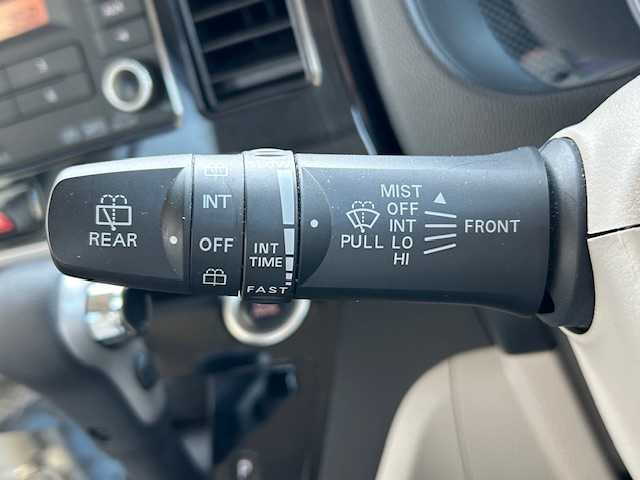 REAR
INT
OFF
INT
TIME
FAST
PULL
MIST
OFF
INT
LO
HI
FRONT
P